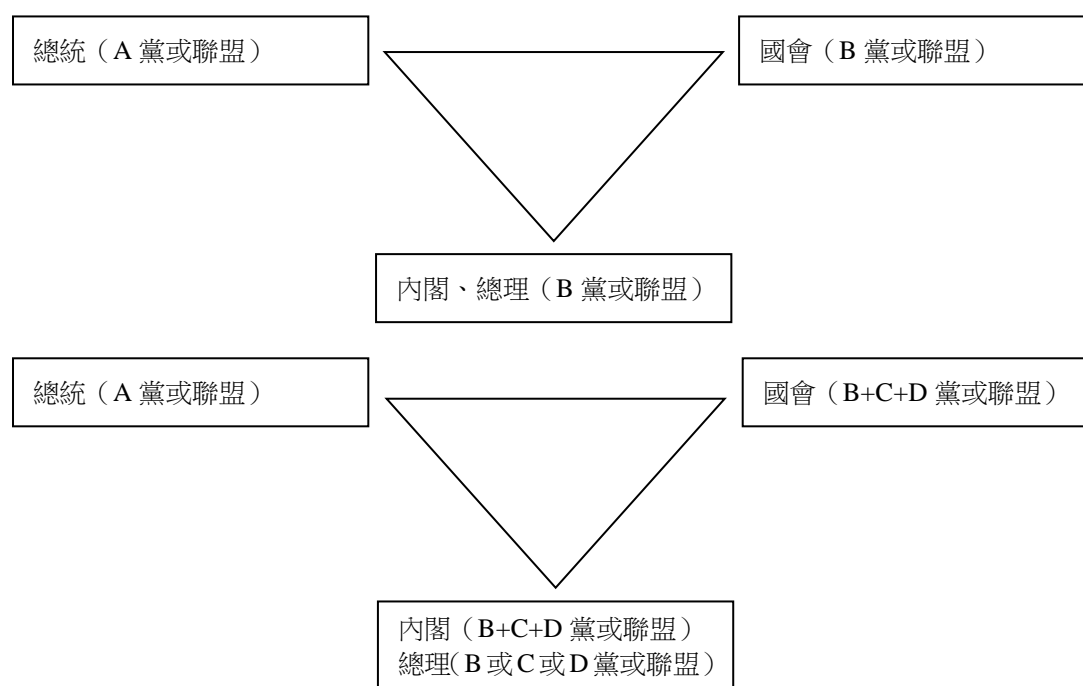 總統（A 黨或聯盟）
國會（B 黨或聯盟）
內閣、總理（B 黨或聯盟）
總統（A 黨或聯盟）
國會（B+C+D 黨或聯盟）
內閣（B+C+D 黨或聯盟）
總理(B 或 C 或 D 黨或聯盟）